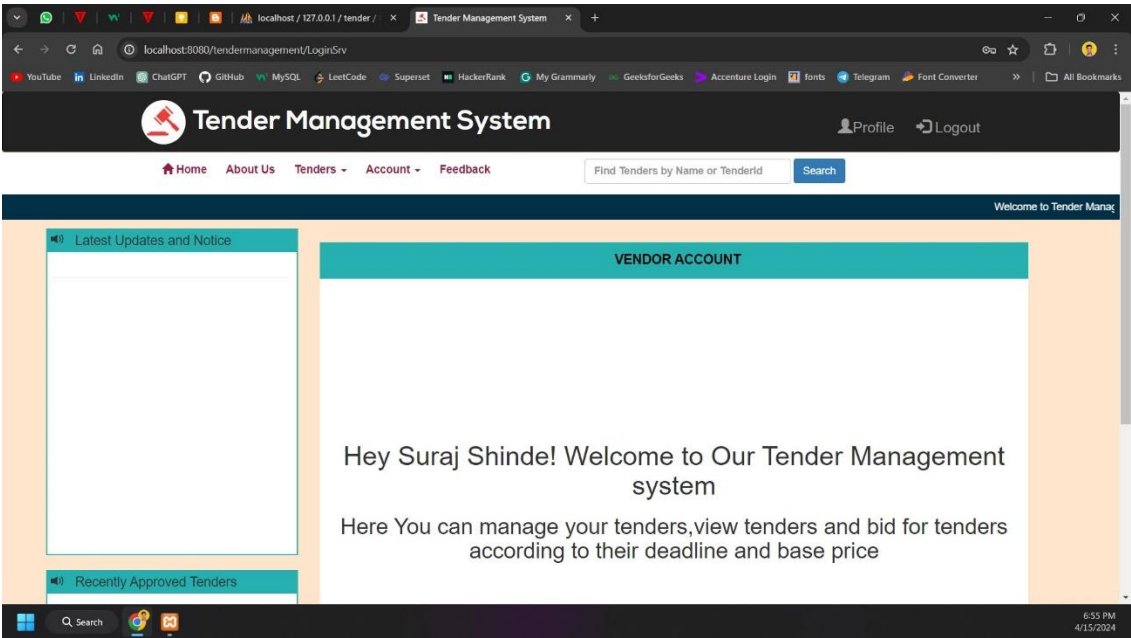 localhost / 127.0.0.1 / tender /
Tender Management System
localhost:8080/tendermanagement/LoginSrv
YouTube LinkedIn ChatGPT GitHub MySQL LeetCode Superset HackerRank My Grammarly GeeksforGeeks Accenture Login fonts Telegram Font Converter » All Bookmarks
Tender Management System
Profile Logout
Home About Us Tenders Account Feedback
Find Tenders by Name or TenderId Search
Welcome to Tender Manag
Latest Updates and Notice
VENDOR ACCOUNT
Hey Suraj Shinde! Welcome to Our Tender Management
system
Here You can manage your tenders,view tenders and bid for tenders
according to their deadline and base price
Recently Approved Tenders
Search
6:55 PM
4/15/2024